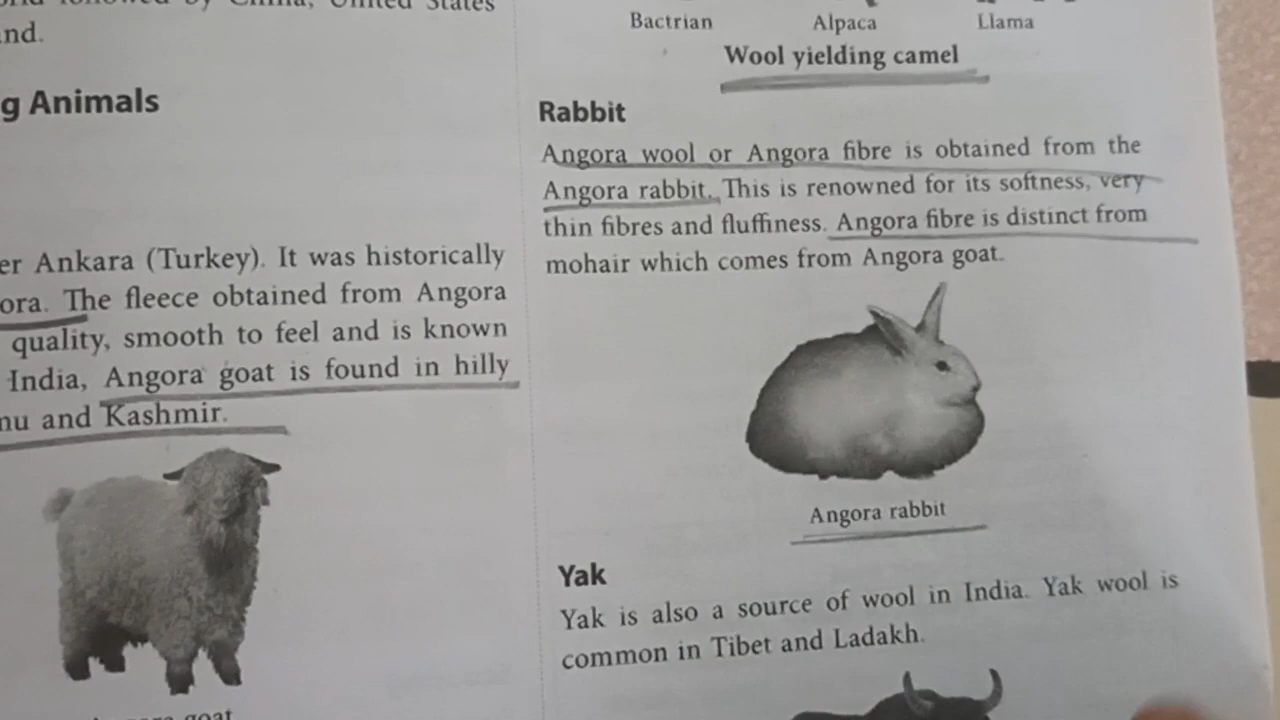 and.
g Animals
er Ankara (Turkey). It was historically
ora. The fleece obtained from Angora
quality, smooth to feel and is known
India, Angora goat is found in hilly
nu and Kashmir.
goat
Bactrian Alpaca Llama
Wool yielding camel
Rabbit
Angora wool or Angora fibre is obtained from the
Angora rabbit. This is renowned for its softness, very
thin fibres and fluffiness. Angora fibre is distinct from
mohair which comes from Angora goat.
Angora rabbit
Yak
Yak is also a source of wool in India. Yak wool is
common in Tibet and Ladakh.